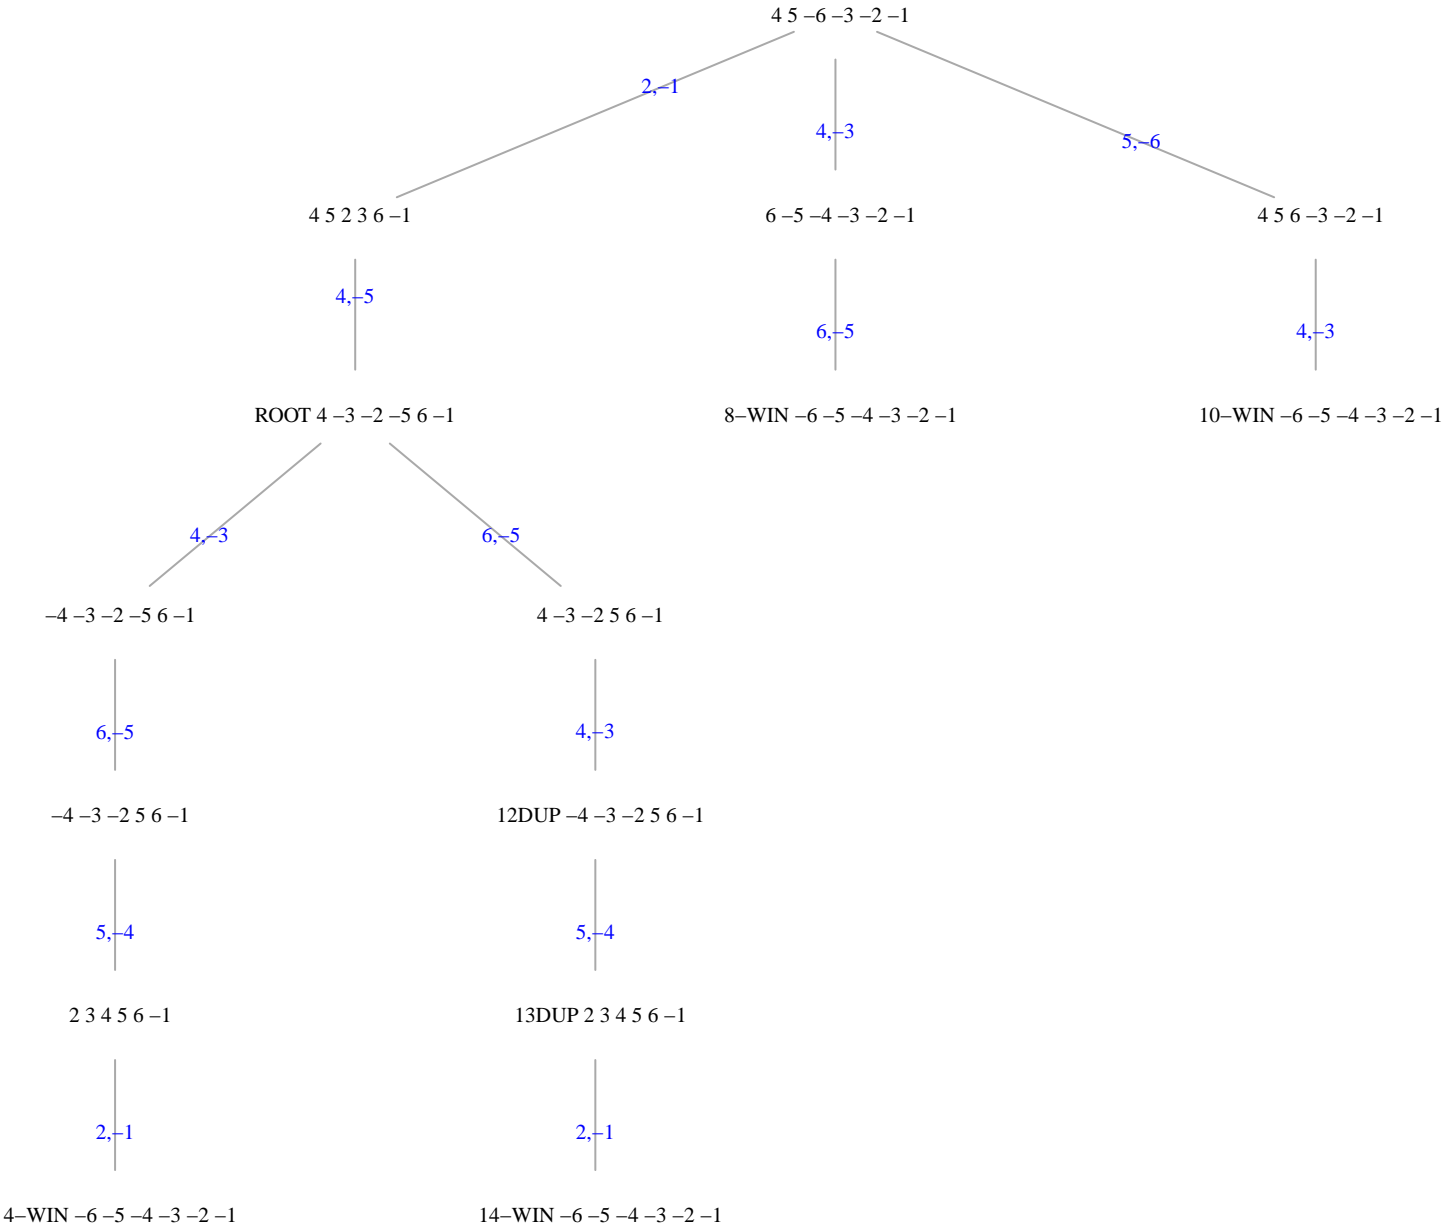 4 5 –6 –3 –2 –1
2,–1
4,–3
5,–6
4 5 2 3 6 –1
6 –5 –4 –3 –2 –1
4 5 6 –3 –2 –1
4,–5
6,–5
4,–3
ROOT 4 –3 –2 –5 6 –1
8–WIN –6 –5 –4 –3 –2 –1
10–WIN –6 –5 –4 –3 –2 –1
4,–3
6,–5
–4 –3 –2 –5 6 –1
4 –3 –2 5 6 –1
6,–5
4,–3
–4 –3 –2 5 6 –1
12DUP –4 –3 –2 5 6 –1
5,–4
5,–4
2 3 4 5 6 –1
13DUP 2 3 4 5 6 –1
2,–1
2,–1
4–WIN –6 –5 –4 –3 –2 –1
14–WIN –6 –5 –4 –3 –2 –1